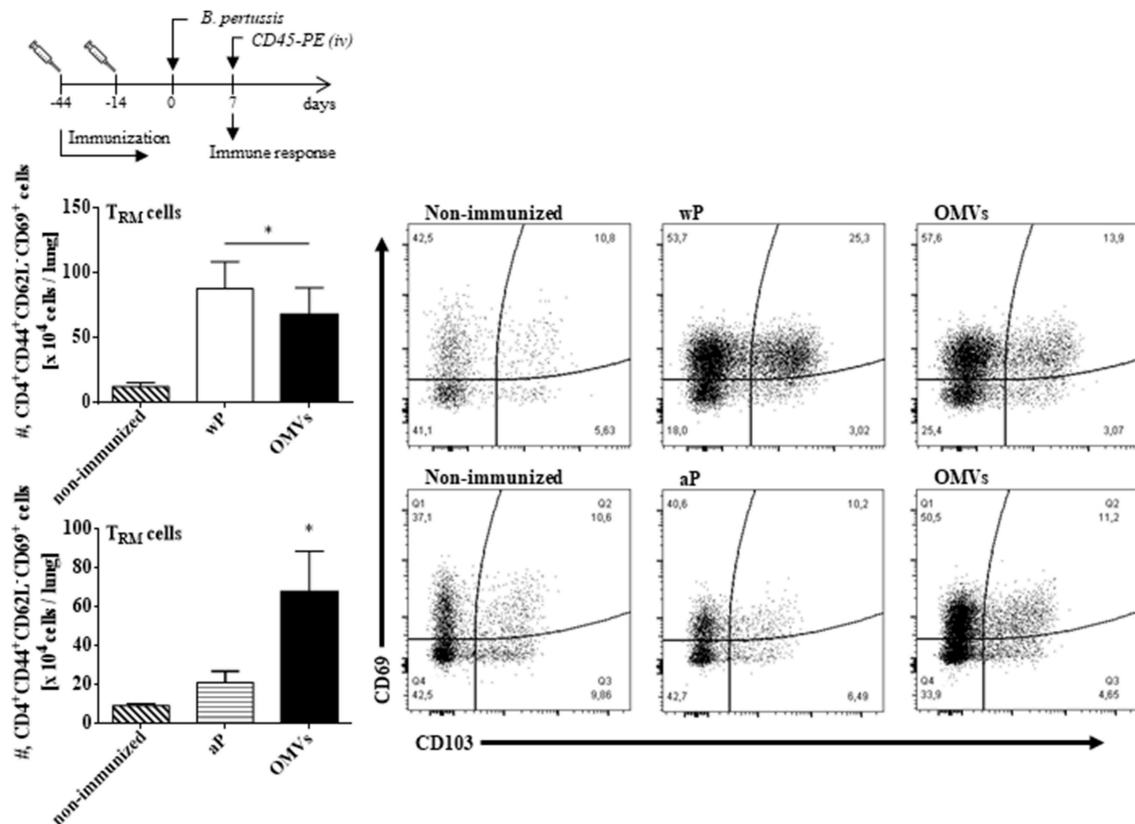 B. pertussis
CD45-PE (iv)
-44 -14 0 7 days
Immunization
Immune response
#, CD4+CD44+CD62L-CD69+ cells
[x 10⁴ cells / lung]
TRM cells
150
100
50
0
*
non-immunized wP OMVs
#, CD4+CD44+CD62L-CD69+ cells
[x 10⁴ cells / lung]
TRM cells
100
80
60
40
20
0
*
non-immunized aP OMVs
CD69
Non-immunized wP OMVs
42,5 10,8 53,7 25,3 57,6 13,9
41,1 5,63 18,0 3,02 25,4 3,07
Non-immunized aP OMVs
Q1 Q2 Q1 Q2
37,1 10,6 40,6 10,2 50,5 11,2
Q4 Q3 Q4 Q3
42,5 9,86 42,7 6,49 33,9 4,65
CD103